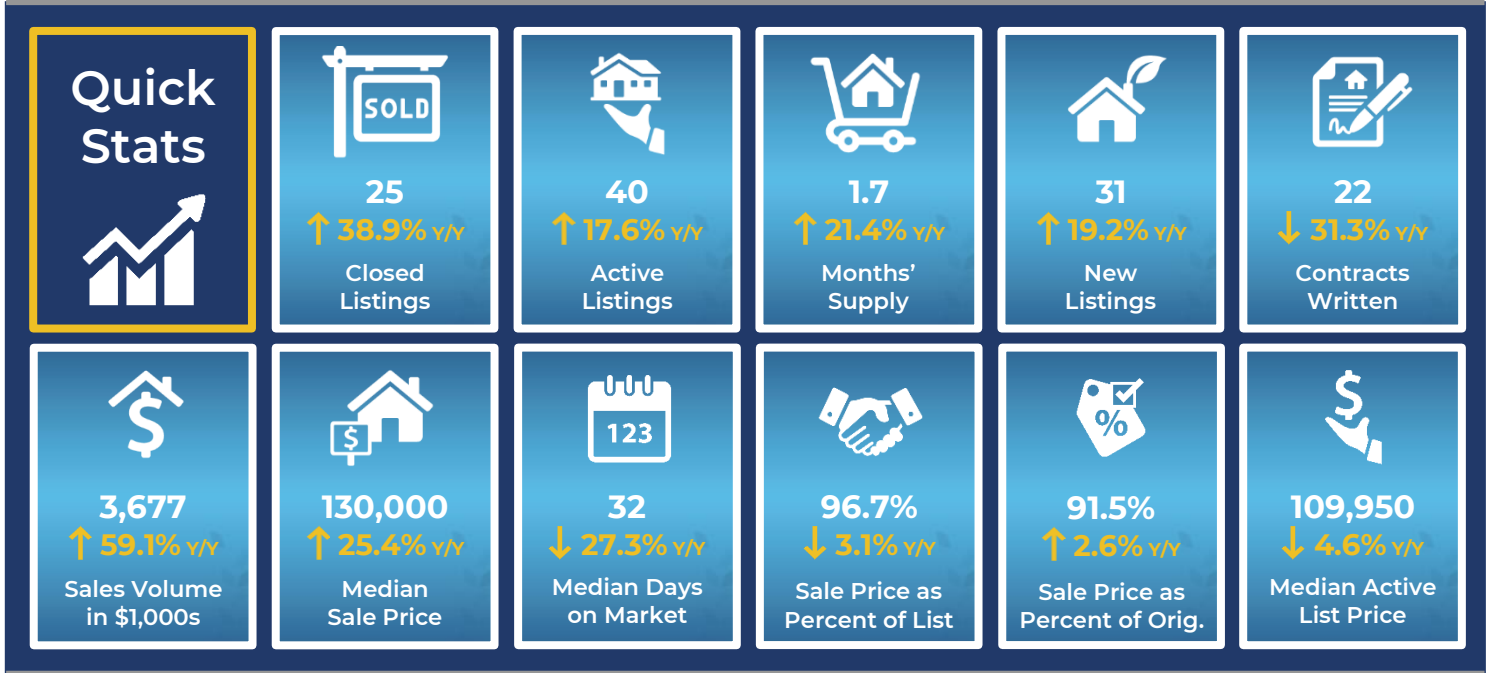 Quick
Stats
SOLD
25
↑ 38.9% Y/Y
Closed
Listings
40
↑ 17.6% Y/Y
Active
Listings
1.7
↑ 21.4% Y/Y
Months’
Supply
31
↑ 19.2% Y/Y
New
Listings
22
↓ 31.3% Y/Y
Contracts
Written
$
3,677
↑ 59.1% Y/Y
Sales Volume
in $1,000s
$
130,000
↑ 25.4% Y/Y
Median
Sale Price
123
32
↓ 27.3% Y/Y
Median Days
on Market
96.7%
↓ 3.1% Y/Y
Sale Price as
Percent of List
%
91.5%
↑ 2.6% Y/Y
Sale Price as
Percent of Orig.
$
109,950
↓ 4.6% Y/Y
Median Active
List Price